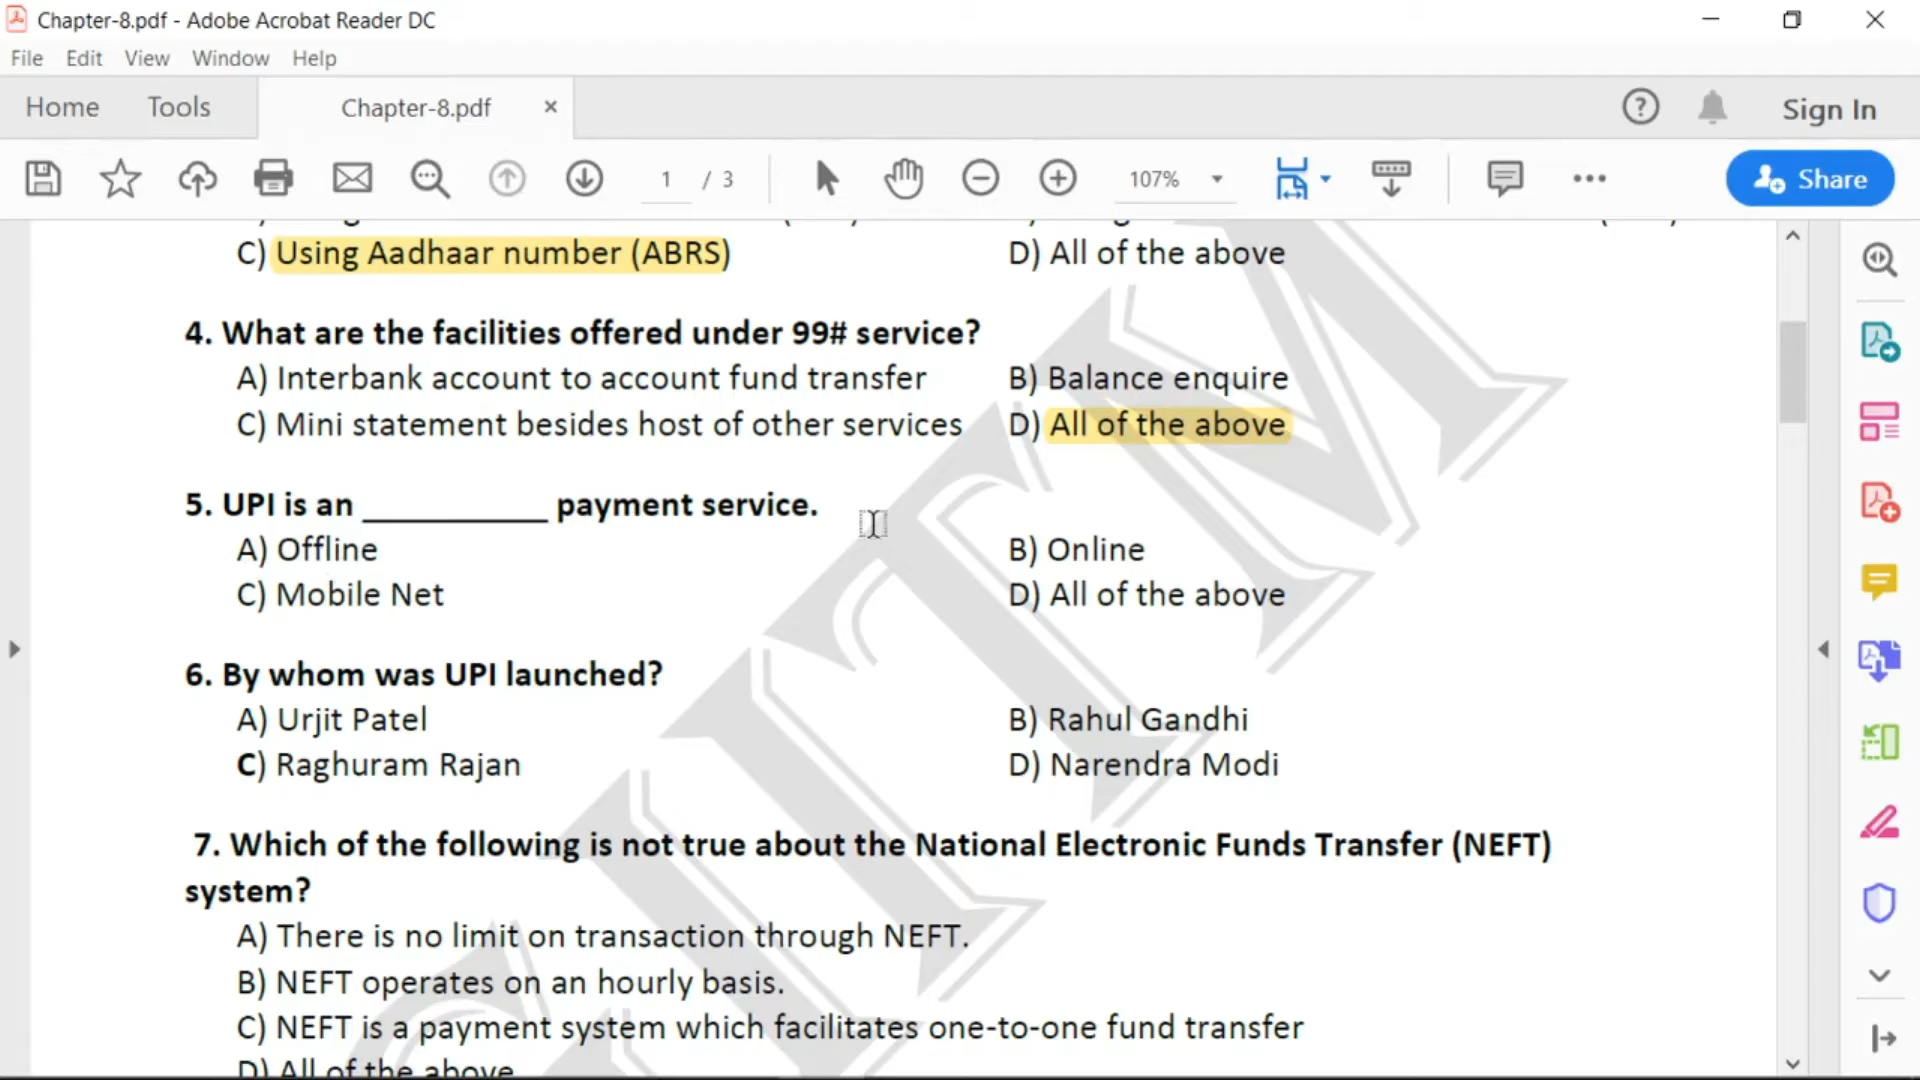 Chapter-8.pdf - Adobe Acrobat Reader DC
File Edit View Window Help
Home Tools Chapter-8.pdf × Sign In
1 / 3 107% Share
C) Using Aadhaar number (ABRS) D) All of the above
4. What are the facilities offered under 99# service?
A) Interbank account to account fund transfer B) Balance enquire
C) Mini statement besides host of other services D) All of the above
5. UPI is an ___________ payment service.
A) Offline B) Online
C) Mobile Net D) All of the above
6. By whom was UPI launched?
A) Urjit Patel B) Rahul Gandhi
C) Raghuram Rajan D) Narendra Modi
7. Which of the following is not true about the National Electronic Funds Transfer (NEFT)
system?
A) There is no limit on transaction through NEFT.
B) NEFT operates on an hourly basis.
C) NEFT is a payment system which facilitates one-to-one fund transfer
D) All of the above